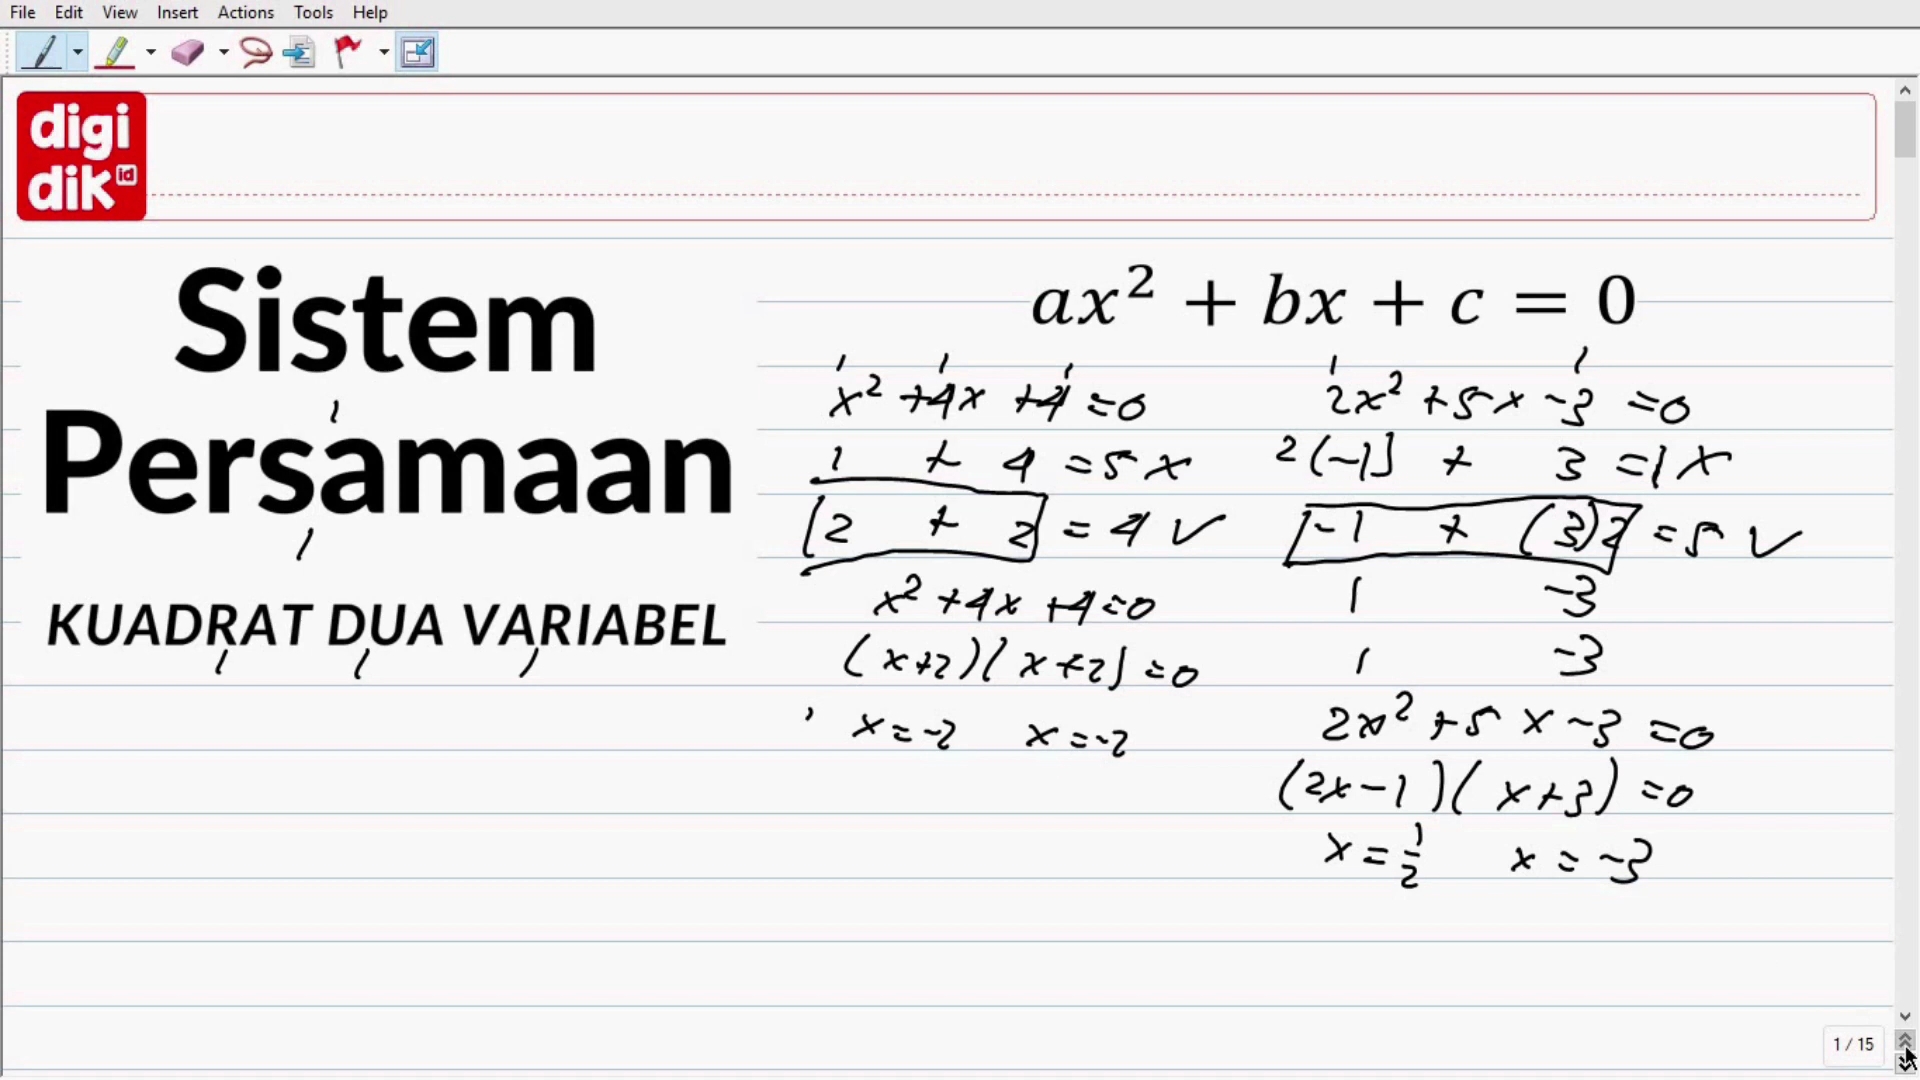 File Edit View Insert Actions Tools Help
digi
dik id
Sistem
Persamaan
KUADRAT DUA VARIABEL
ax² + bx + c = 0
x² +4x +4 =0
1 + 4 =5 x
(2 + 2) = 4 ✓
x² +4x +4=0
(x+2)(x+2)=0
x=-2 x=-2
2x² +5x -3 =0
2(-1) + 3 =1 x
-1 + (3)2 =5 ✓
1 -3
1 -3
2x² +5x -3 =0
(2x-1)(x+3)=0
x=1/2 x=-3
1 / 15